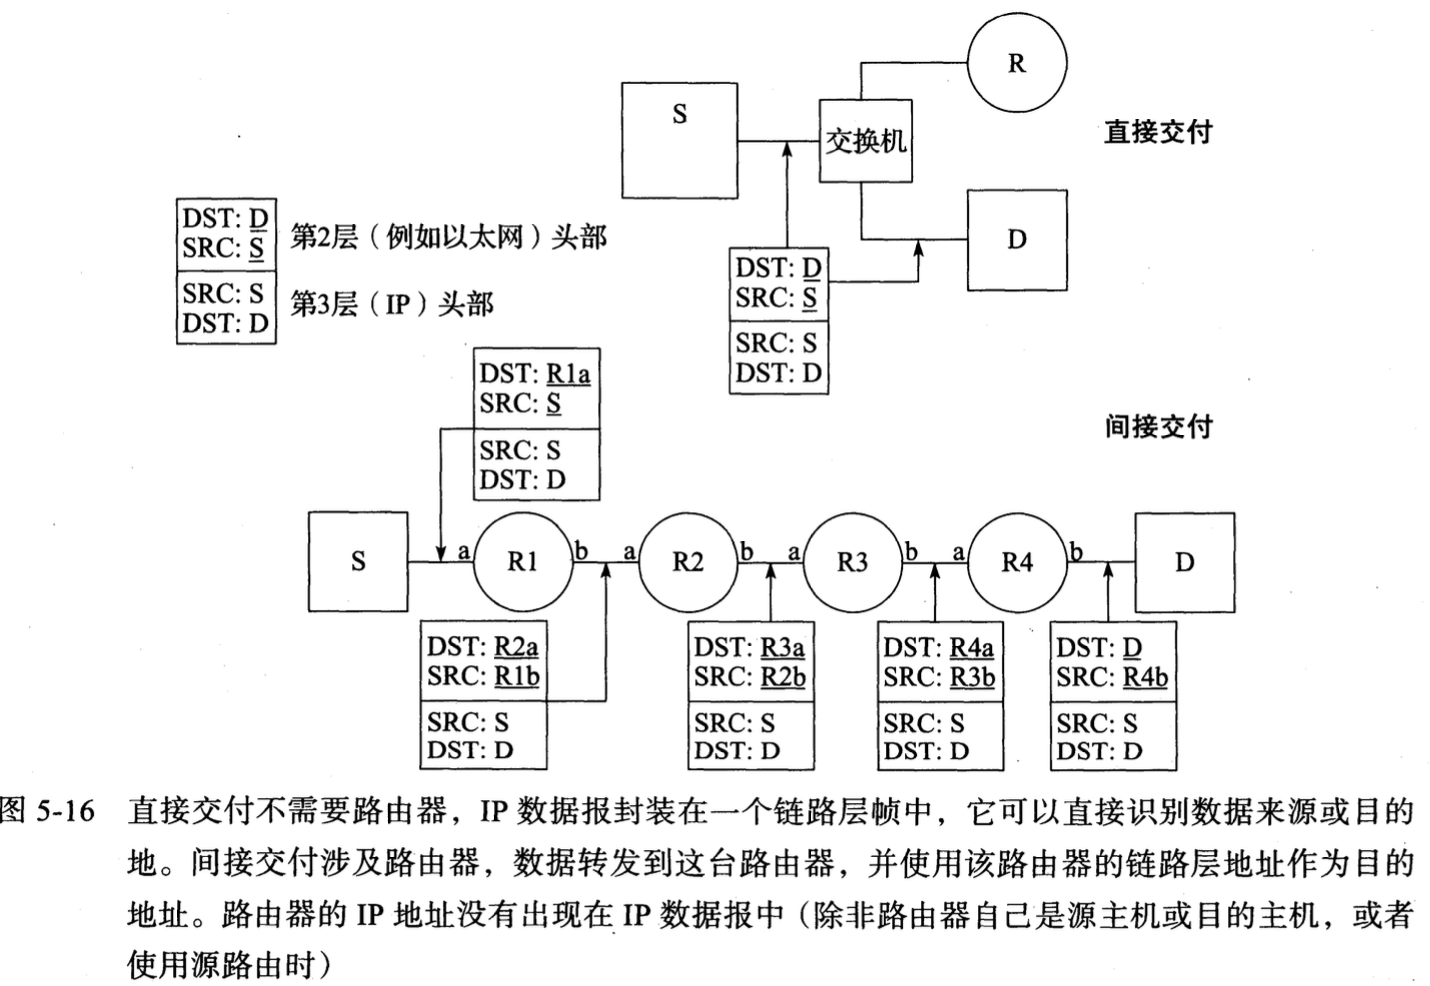 R
S
交换机
直接交付
DST: D
SRC: S
第2层（例如以太网）头部
SRC: S
DST: D
第3层（IP）头部
D
DST: D
SRC: S
SRC: S
DST: D
DST: R1a
SRC: S
SRC: S
DST: D
间接交付
S
a
R1
b
a
R2
b
a
R3
b
a
R4
b
D
DST: R2a
SRC: R1b
SRC: S
DST: D
DST: R3a
SRC: R2b
SRC: S
DST: D
DST: R4a
SRC: R3b
SRC: S
DST: D
DST: D
SRC: R4b
SRC: S
DST: D
图 5-16 直接交付不需要路由器，IP 数据报封装在一个链路层帧中，它可以直接识别数据来源或目的
地。间接交付涉及路由器，数据转发到这台路由器，并使用该路由器的链路层地址作为目的
地址。路由器的 IP 地址没有出现在 IP 数据报中（除非路由器自己是源主机或目的主机，或者
使用源路由时）